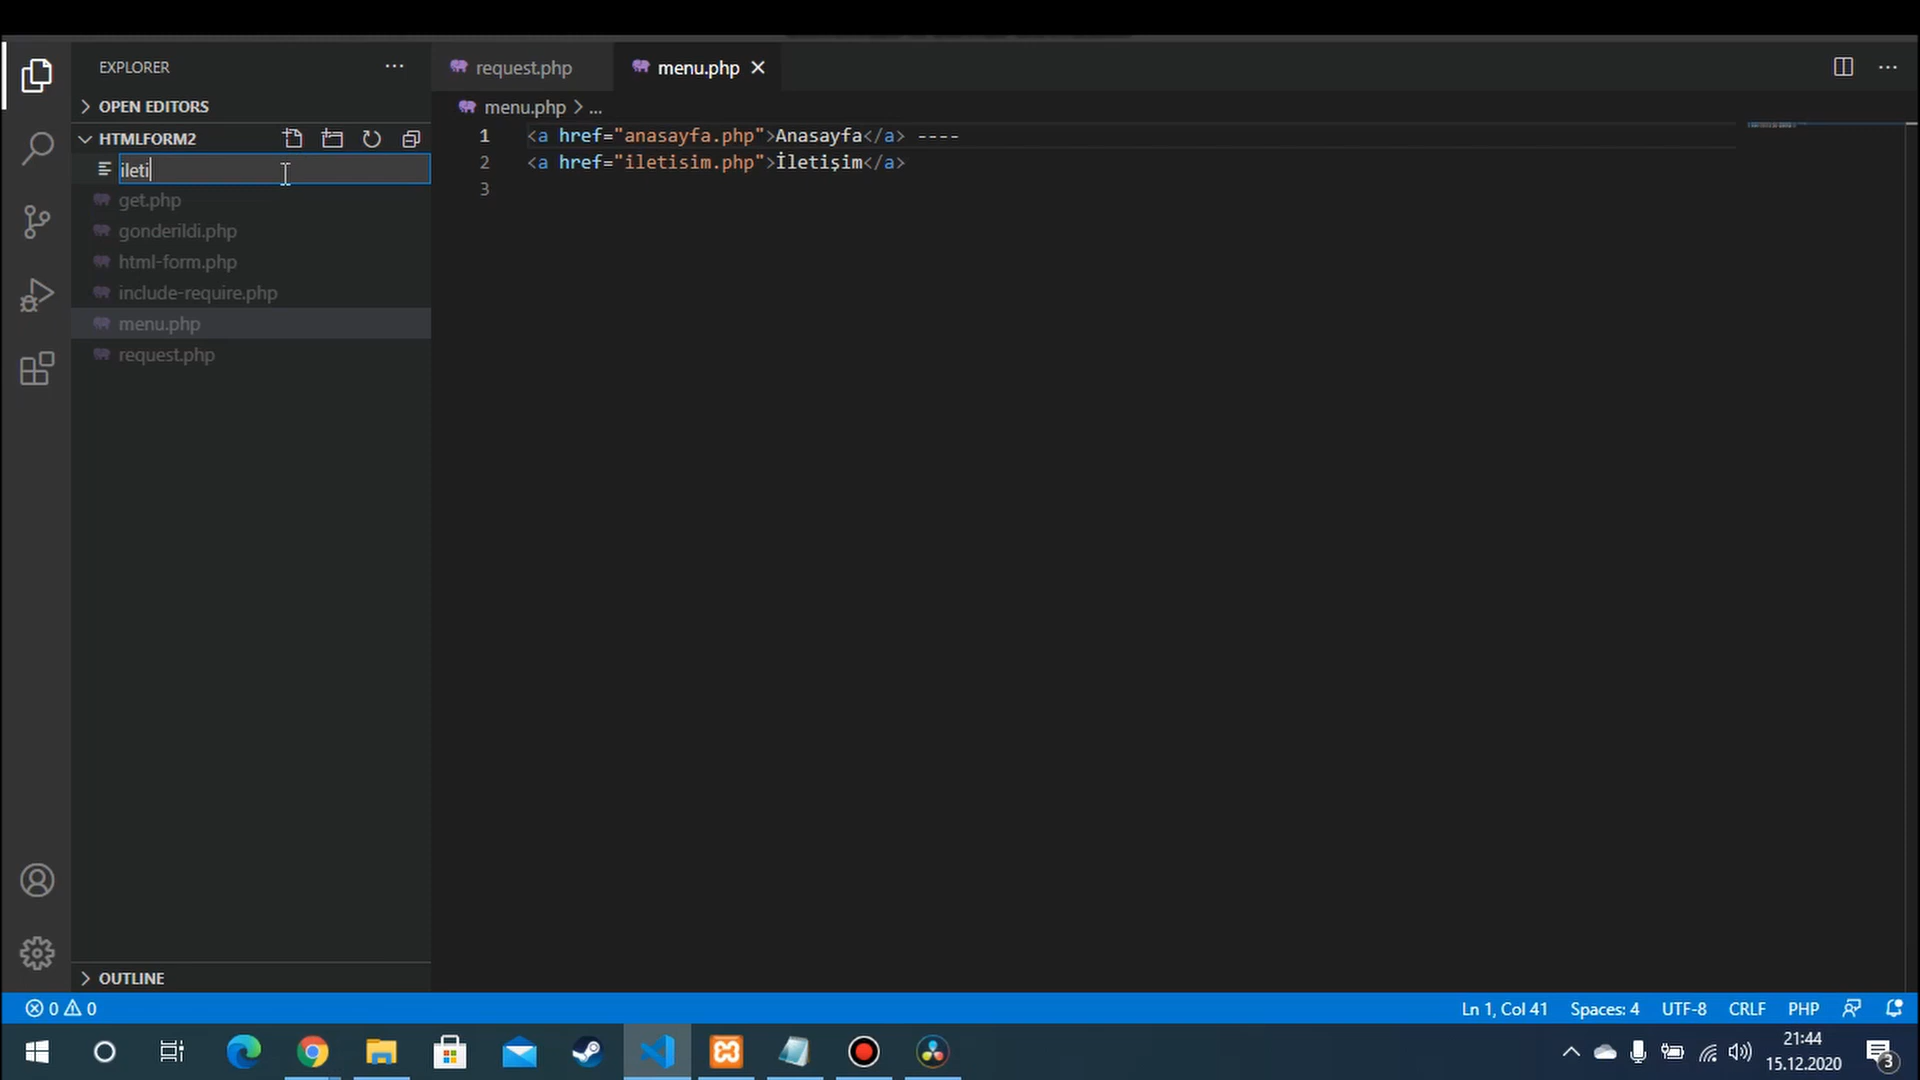 EXPLORER
OPEN EDITORS
HTMLFORM2
ileti
get.php
gonderildi.php
html-form.php
include-require.php
menu.php
request.php
OUTLINE
request.php
menu.php
menu.php > ...
1 <a href="anasayfa.php">Anasayfa</a> ----
2 <a href="iletisim.php">İletişim</a>
3
0 0
Ln 1, Col 41 Spaces: 4 UTF-8 CRLF PHP
21:44
15.12.2020
3